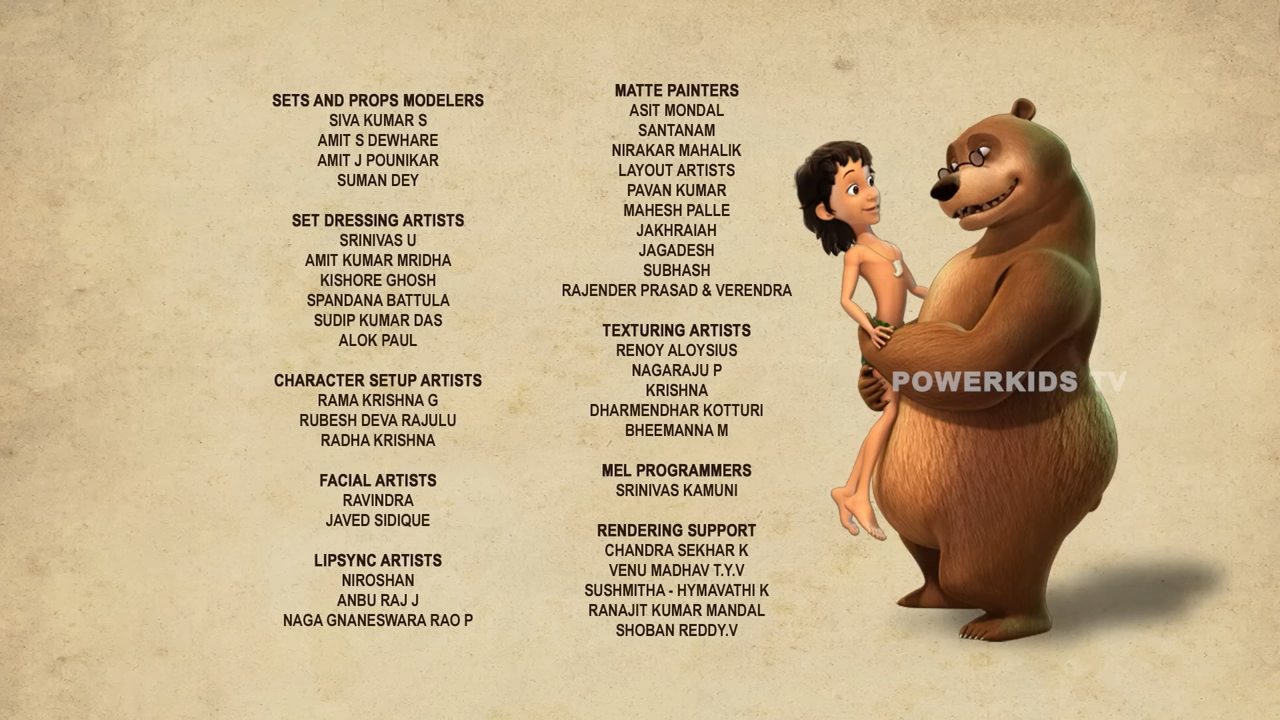 SETS AND PROPS MODELERS
SIVA KUMAR S
AMIT S DEWHARE
AMIT J POUNIKAR
SUMAN DEY
SET DRESSING ARTISTS
SRINIVAS U
AMIT KUMAR MRIDHA
KISHORE GHOSH
SPANDANA BATTULA
SUDIP KUMAR DAS
ALOK PAUL
CHARACTER SETUP ARTISTS
RAMA KRISHNA G
RUBESH DEVA RAJULU
RADHA KRISHNA
FACIAL ARTISTS
RAVINDRA
JAVED SIDIQUE
LIPSYNC ARTISTS
NIROSHAN
ANBU RAJ J
NAGA GNANESWARA RAO P
MATTE PAINTERS
ASIT MONDAL
SANTANAM
NIRAKAR MAHALIK
LAYOUT ARTISTS
PAVAN KUMAR
MAHESH PALLE
JAKHRAIAH
JAGADESH
SUBHASH
RAJENDER PRASAD & VERENDRA
TEXTURING ARTISTS
RENOY ALOYSIUS
NAGARAJU P
KRISHNA
DHARMENDHAR KOTTURI
BHEEMANNA M
MEL PROGRAMMERS
SRINIVAS KAMUNI
RENDERING SUPPORT
CHANDRA SEKHAR K
VENU MADHAV T.Y.V
SUSHMITHA - HYMAVATHI K
RANAJIT KUMAR MANDAL
SHOBAN REDDY.V
POWERKIDS TV